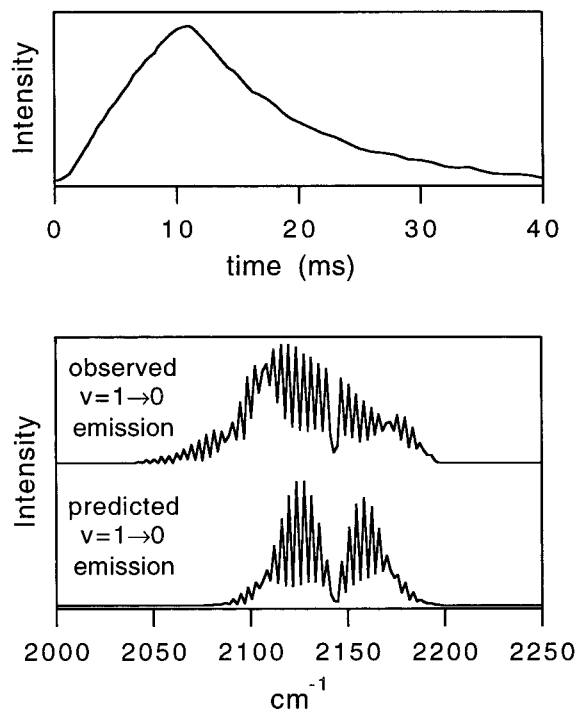 Intensity
0 10 20 30 40
time (ms)
observed
v=1→0
emission
Intensity
predicted
v=1→0
emission
2000 2050 2100 2150 2200 2250
cm⁻¹